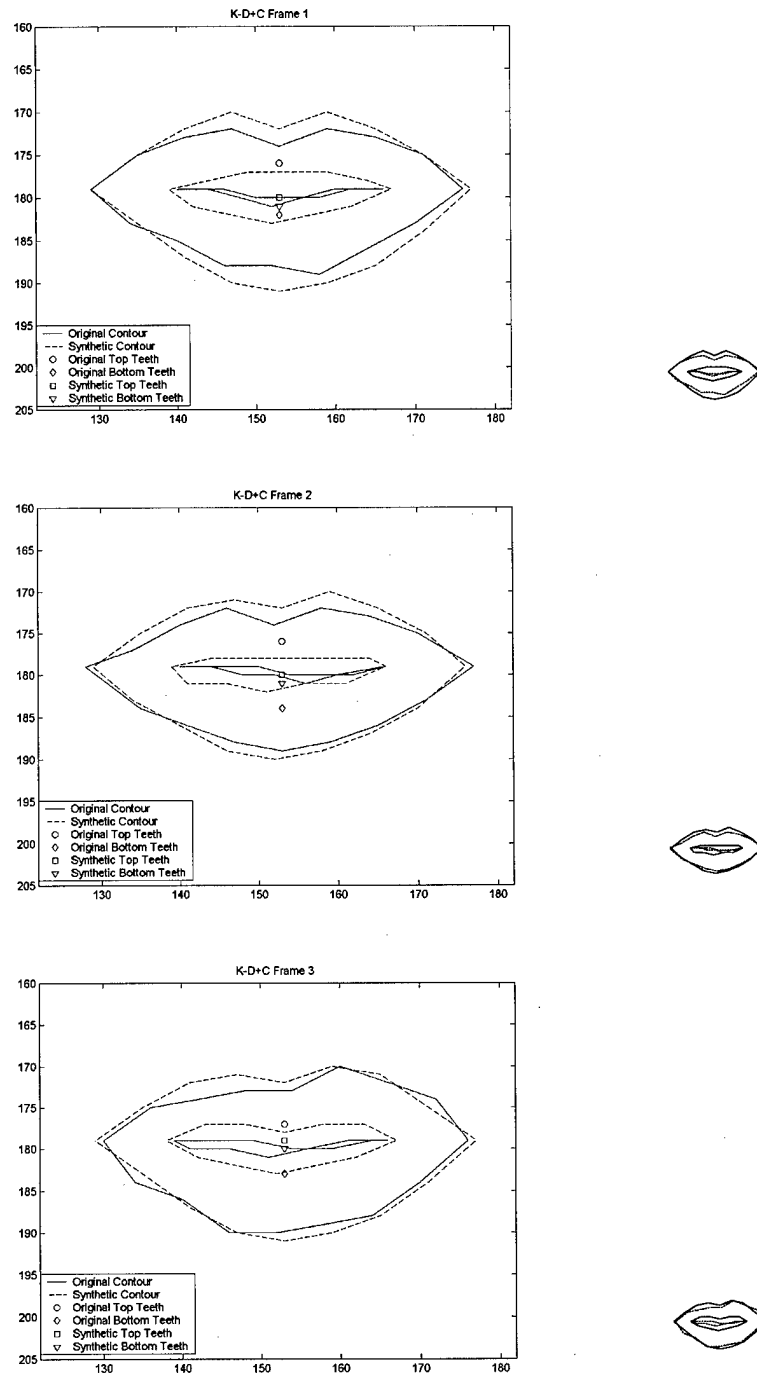 K-D+C Frame 1
160
165
170
175
180
185
190
195
200
205
Original Contour
Synthetic Contour
Original Top Teeth
Original Bottom Teeth
Synthetic Top Teeth
Synthetic Bottom Teeth
130 140 150 160 170 180
K-D+C Frame 2
160
165
170
175
180
185
190
195
200
205
Original Contour
Synthetic Contour
Original Top Teeth
Original Bottom Teeth
Synthetic Top Teeth
Synthetic Bottom Teeth
130 140 150 160 170 180
K-D+C Frame 3
160
165
170
175
180
185
190
195
200
205
Original Contour
Synthetic Contour
Original Top Teeth
Original Bottom Teeth
Synthetic Top Teeth
Synthetic Bottom Teeth
130 140 150 160 170 180